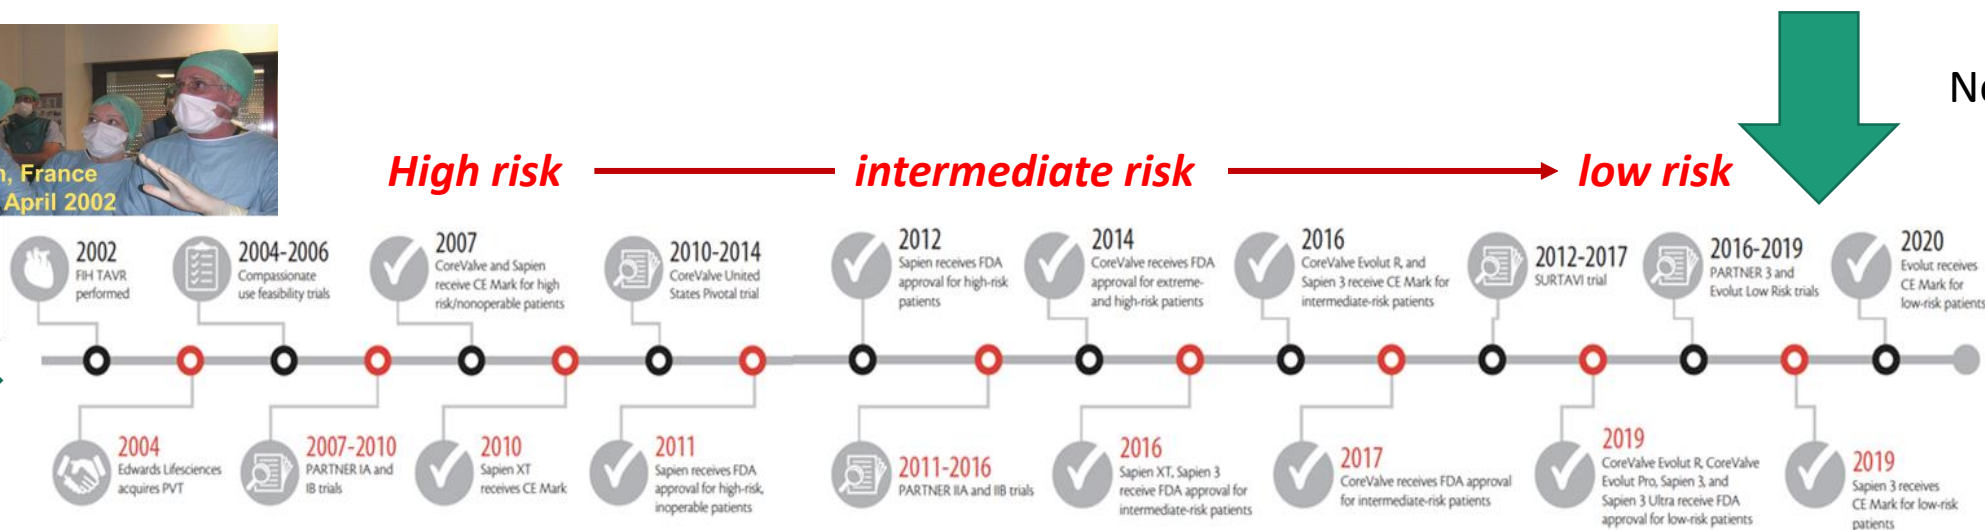 n, France
April 2002
High risk
intermediate risk
low risk
No
2002
FIH TAVR
performed
2004-2006
Compassionate
use feasibility trials
2007
CoreValve and Sapien
receive CE Mark for high
risk/nonoperable patients
2010-2014
CoreValve United
States Pivotal trial
2012
Sapien receives FDA
approval for high-risk
patients
2014
CoreValve receives FDA
approval for extreme-
and high-risk patients
2016
CoreValve Evolut R, and
Sapien 3 receive CE Mark for
intermediate-risk patients
2012-2017
SURTAVI trial
2016-2019
PARTNER 3 and
Evolut Low Risk trials
2020
Evolut receives
CE Mark for
low-risk patients
2004
Edwards Lifesciences
acquires PVT
2007-2010
PARTNER IA and
IB trials
2010
Sapien XT
receives CE Mark
2011
Sapien receives FDA
approval for high-risk,
inoperable patients
2011-2016
PARTNER IIA and IIB trials
2016
Sapien XT, Sapien 3
receive FDA approval for
intermediate-risk patients
2017
CoreValve receives FDA approval
for intermediate-risk patients
2019
CoreValve Evolut R, CoreValve
Evolut Pro, Sapien 3, and
Sapien 3 Ultra receive FDA
approval for low-risk patients
2019
Sapien 3 receives
CE Mark for low-risk
patients